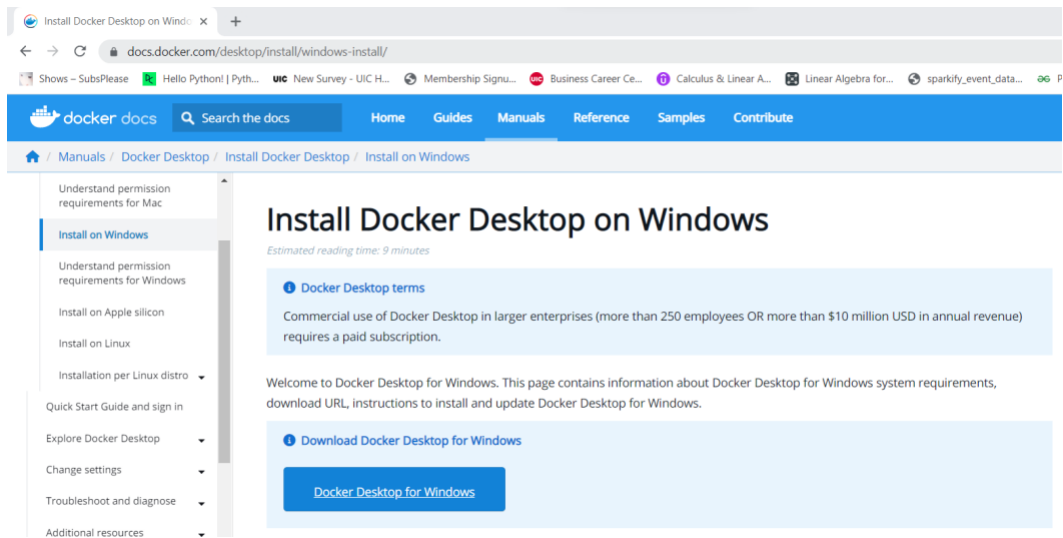 Install Docker Desktop on Windo
docs.docker.com/desktop/install/windows-install/
Shows – SubsPlease Hello Python! | Pyth... UIC New Survey - UIC H... Membership Signu... UIC Business Career Ce... Calculus & Linear A... Linear Algebra for... sparkify_event_data... P
docker docs Search the docs Home Guides Manuals Reference Samples Contribute
/ Manuals / Docker Desktop / Install Docker Desktop / Install on Windows
Understand permission
requirements for Mac
Install on Windows
Understand permission
requirements for Windows
Install on Apple silicon
Install on Linux
Installation per Linux distro
Quick Start Guide and sign in
Explore Docker Desktop
Change settings
Troubleshoot and diagnose
Additional resources
Install Docker Desktop on Windows
Estimated reading time: 9 minutes
Docker Desktop terms
Commercial use of Docker Desktop in larger enterprises (more than 250 employees OR more than $10 million USD in annual revenue)
requires a paid subscription.
Welcome to Docker Desktop for Windows. This page contains information about Docker Desktop for Windows system requirements,
download URL, instructions to install and update Docker Desktop for Windows.
Download Docker Desktop for Windows
Docker Desktop for Windows